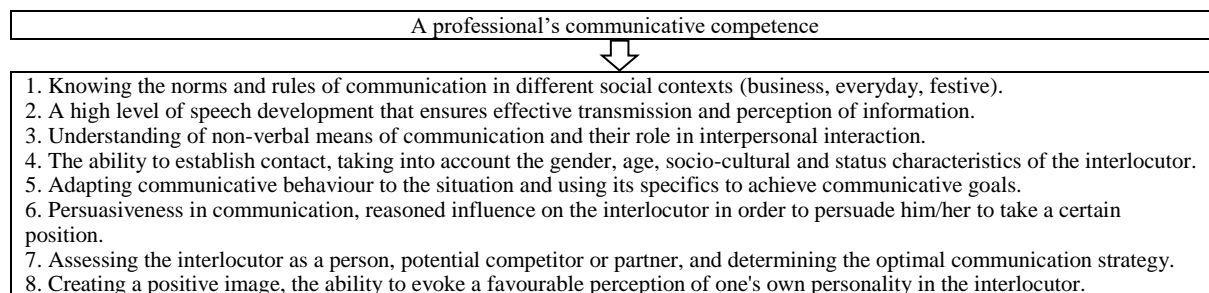 A professional’s communicative competence
1. Knowing the norms and rules of communication in different social contexts (business, everyday, festive).
2. A high level of speech development that ensures effective transmission and perception of information.
3. Understanding of non-verbal means of communication and their role in interpersonal interaction.
4. The ability to establish contact, taking into account the gender, age, socio-cultural and status characteristics of the interlocutor.
5. Adapting communicative behaviour to the situation and using its specifics to achieve communicative goals.
6. Persuasiveness in communication, reasoned influence on the interlocutor in order to persuade him/her to take a certain
position.
7. Assessing the interlocutor as a person, potential competitor or partner, and determining the optimal communication strategy.
8. Creating a positive image, the ability to evoke a favourable perception of one's own personality in the interlocutor.